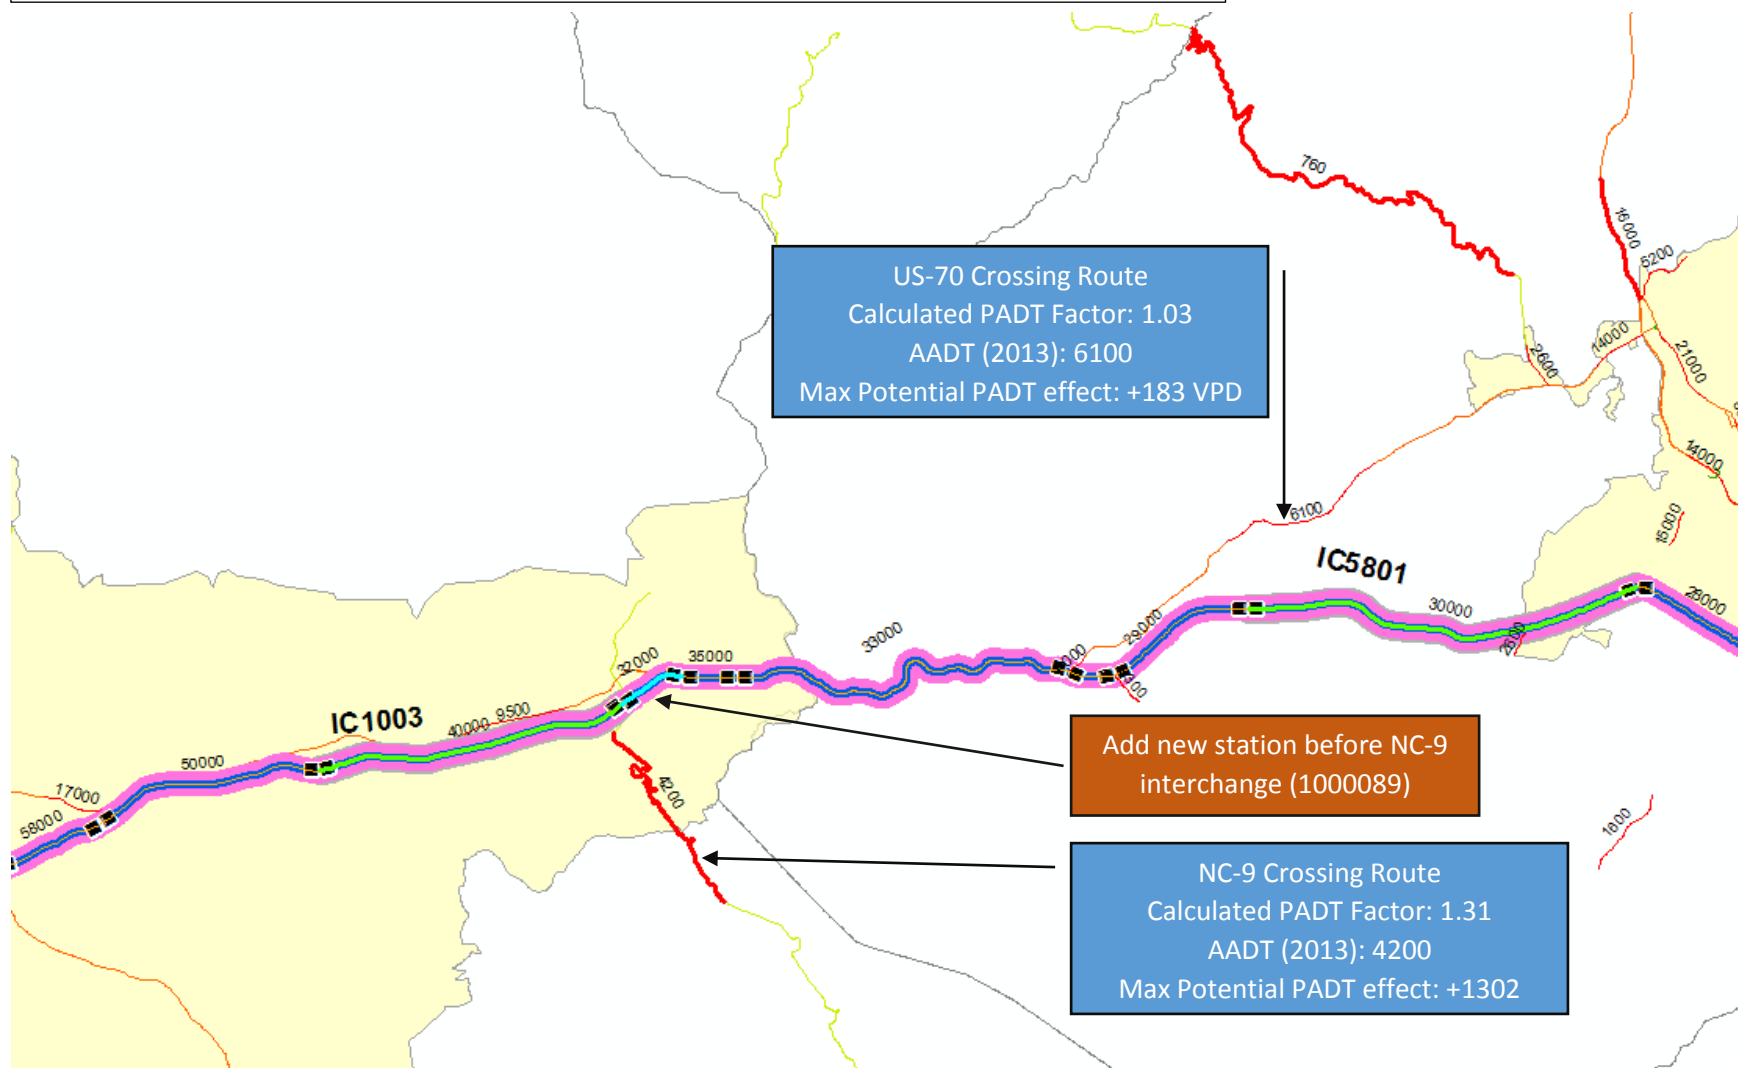 760
16000
5200
US-70 Crossing Route
Calculated PADT Factor: 1.03
AADT (2013): 6100
Max Potential PADT effect: +183 VPD
14000
2600
21000
14000
6100
15000
IC5801
30000
28000
29000
2600
33000
32000
35000
IC1003
40000
9500
50000
17000
58000
4200
Add new station before NC-9
interchange (1000089)
1800
NC-9 Crossing Route
Calculated PADT Factor: 1.31
AADT (2013): 4200
Max Potential PADT effect: +1302